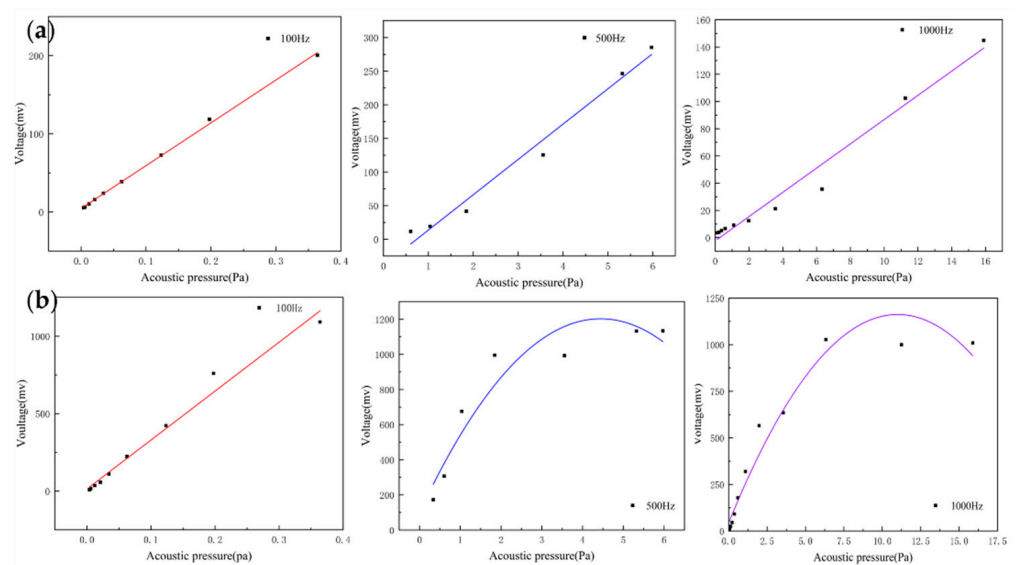 (a)
100Hz
200
100
0
0.0 0.1 0.2 0.3 0.4
Voltage(mv)
Acoustic pressure(Pa)
500Hz
300
250
200
150
100
50
0
0 1 2 3 4 5 6
Voltage(mv)
Acoustic pressure(Pa)
1000Hz
160
140
120
100
80
60
40
20
0
0 2 4 6 8 10 12 14 16
Voltage(mv)
Acoustic pressure(Pa)
(b)
100Hz
1000
500
0
0.0 0.1 0.2 0.3 0.4
Voultage(mv)
Acoustic pressure(pa)
1200
1000
800
600
400
200
0
500Hz
0 1 2 3 4 5 6
Voltage(mv)
Acoustic pressure(Pa)
1250
1000
750
500
250
0
1000Hz
0.0 2.5 5.0 7.5 10.0 12.5 15.0 17.5
Voltage(mv)
Acoustic pressure(Pa)